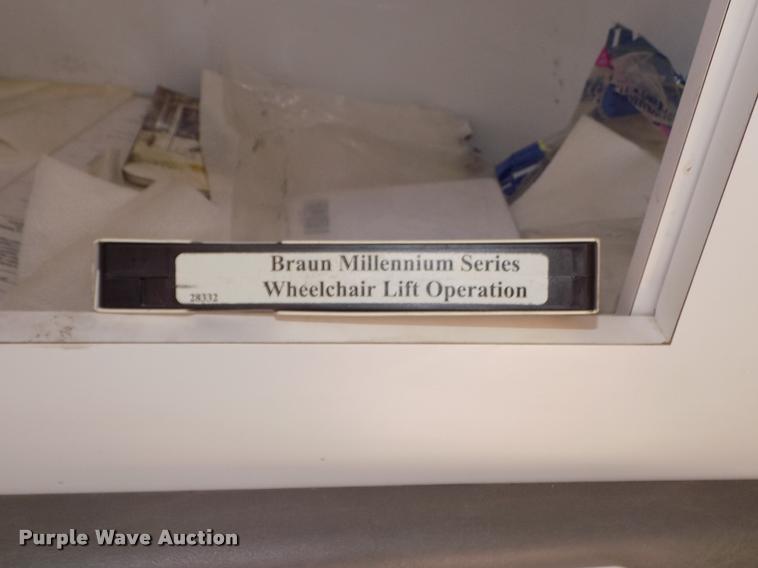 Braun Millennium Series
28332 Wheelchair Lift Operation
Purple Wave Auction